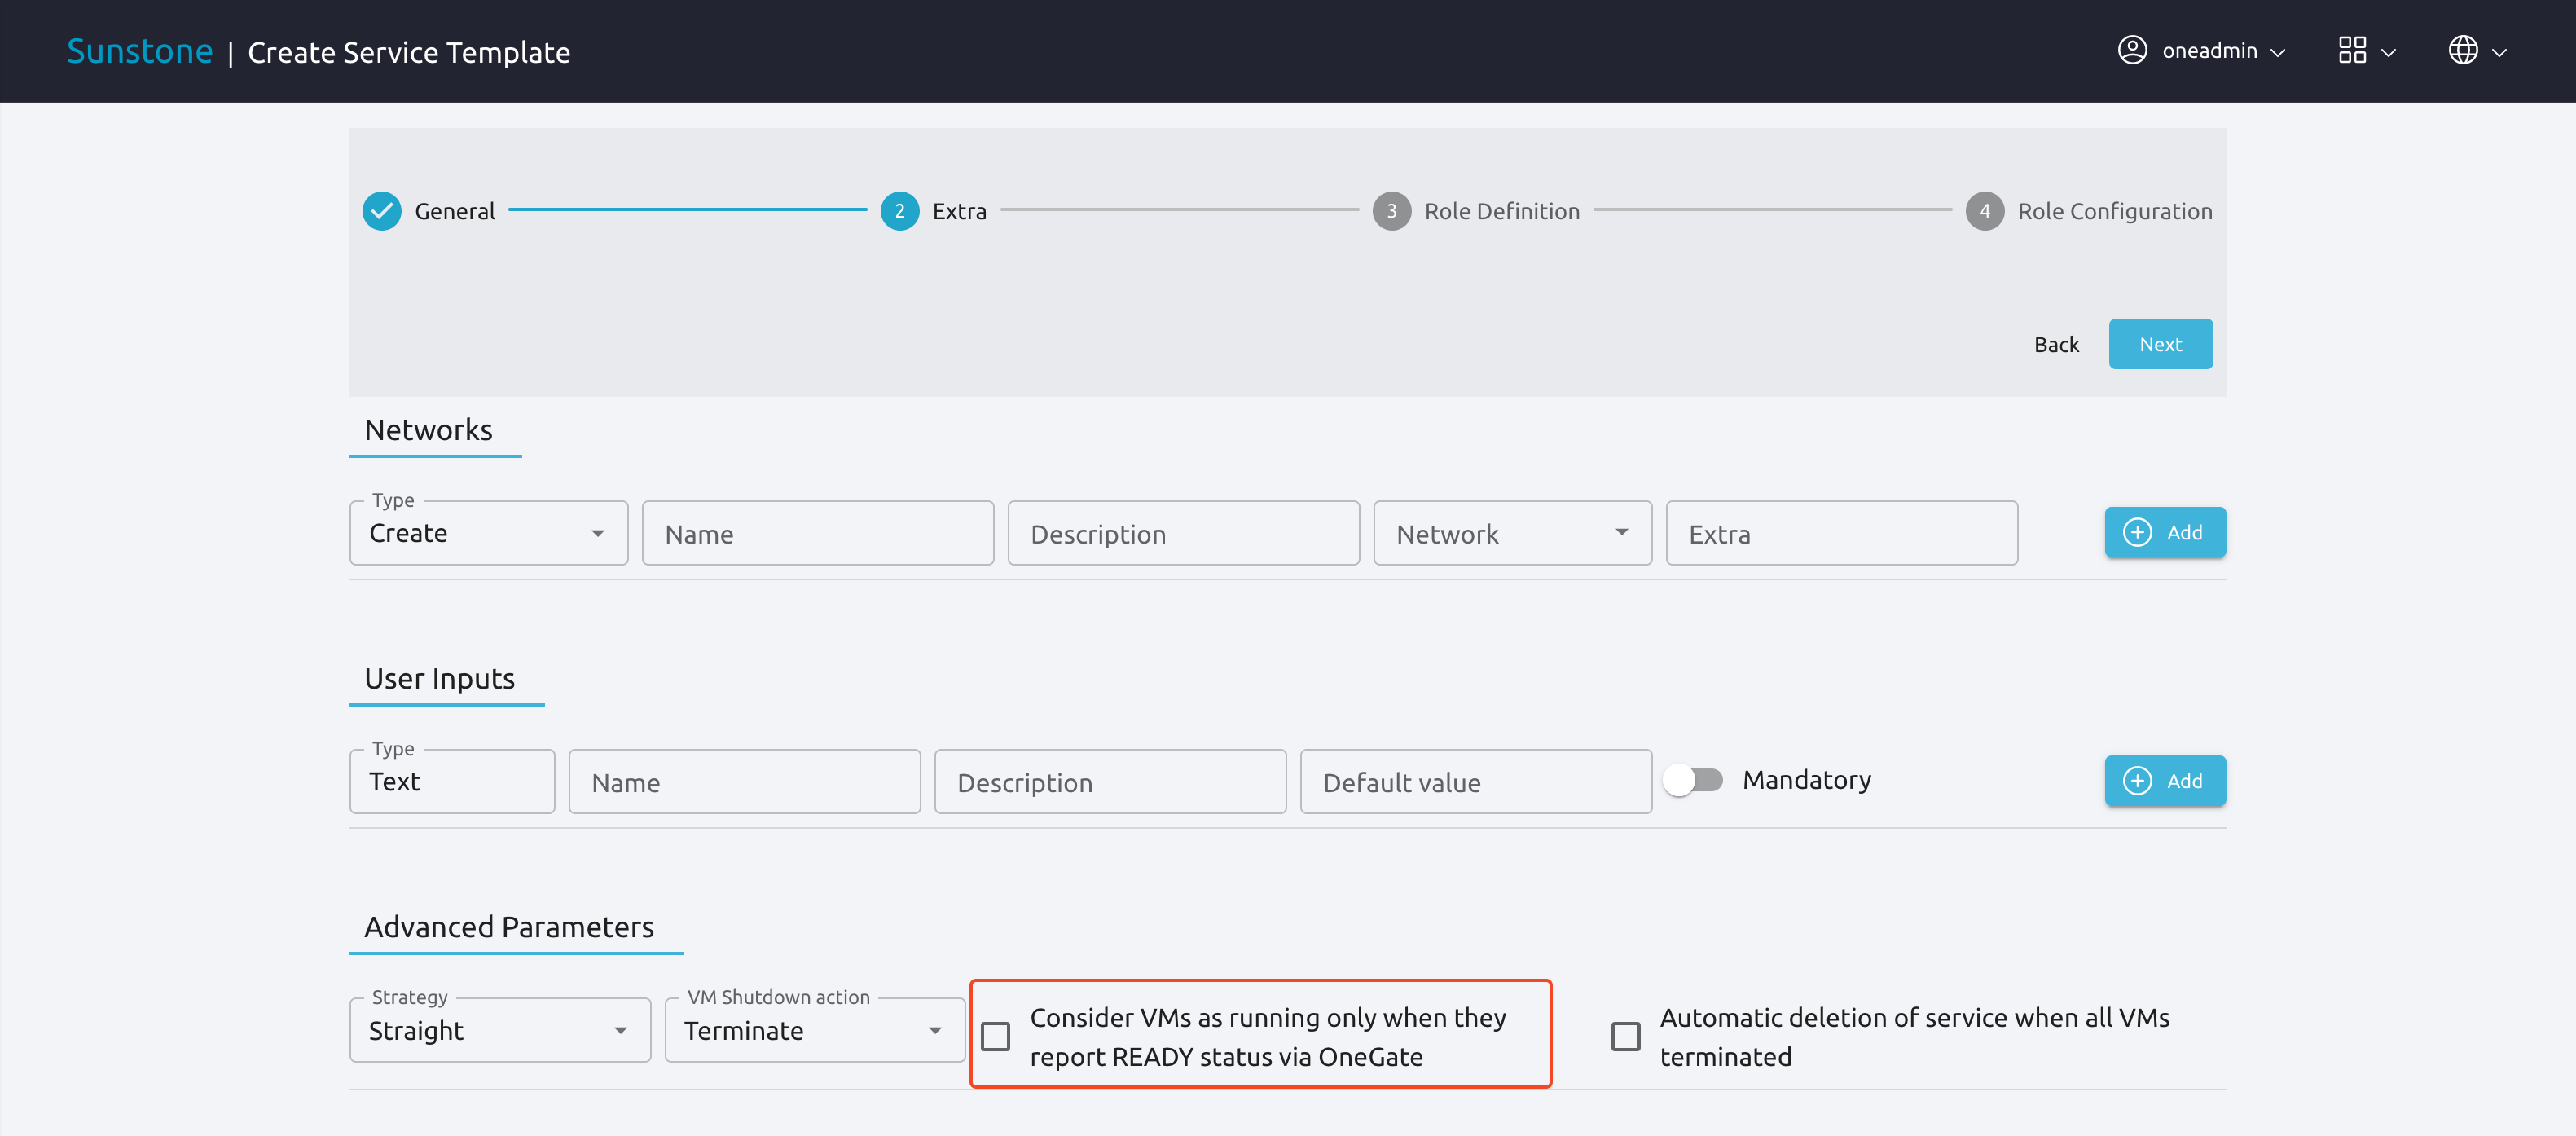 Sunstone | Create Service Template
oneadmin
General
2 Extra
3 Role Definition
4 Role Configuration
Back
Next
Networks
Type
Create
Name
Description
Network
Extra
Add
User Inputs
Type
Text
Name
Description
Default value
Mandatory
Add
Advanced Parameters
Strategy
Straight
VM Shutdown action
Terminate
Consider VMs as running only when they
report READY status via OneGate
Automatic deletion of service when all VMs
terminated